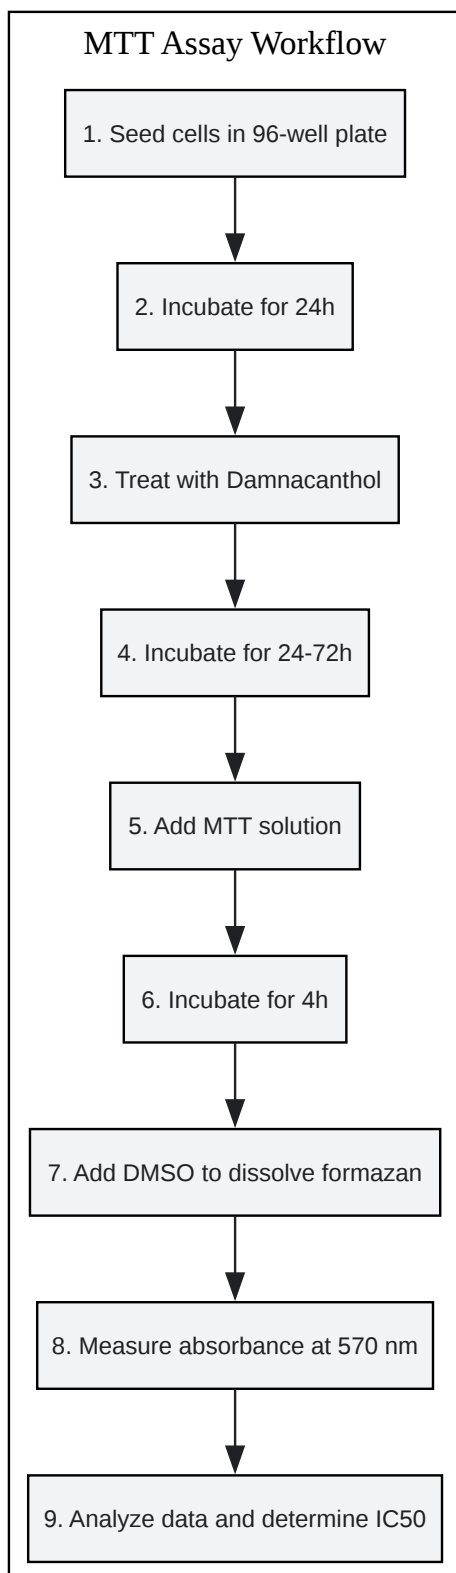 MTT Assay Workflow
1. Seed cells in 96-well plate
2. Incubate for 24h
3. Treat with Damnacanthol
4. Incubate for 24-72h
5. Add MTT solution
6. Incubate for 4h
7. Add DMSO to dissolve formazan
8. Measure absorbance at 570 nm
9. Analyze data and determine IC50